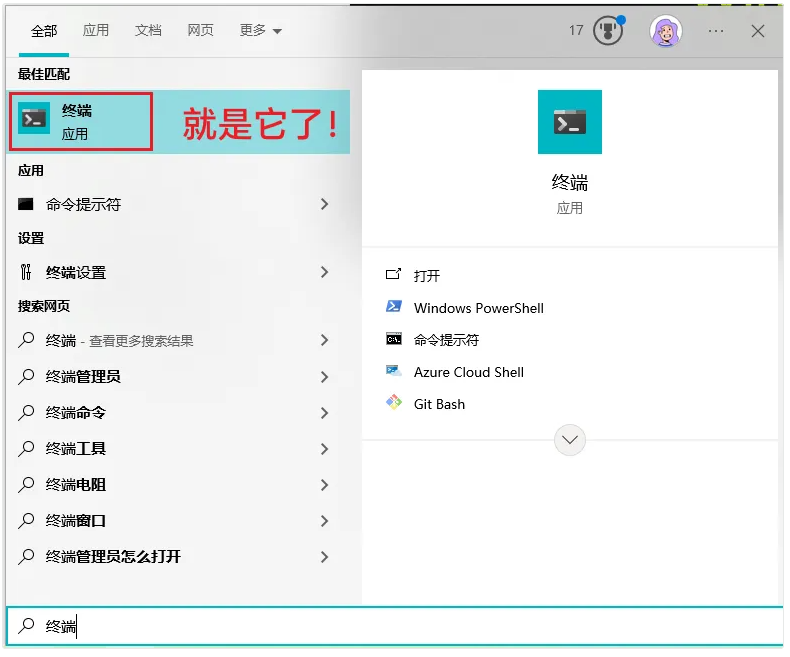 全部 应用 文档 网页 更多 17 ...
最佳匹配
终端
应用
就是它了!
应用
命令提示符
设置
终端设置
搜索网页
终端 - 查看更多搜索结果
终端管理员
终端命令
终端工具
终端电阻
终端窗口
终端管理员怎么打开
终端
应用
打开
Windows PowerShell
命令提示符
Azure Cloud Shell
Git Bash
终端